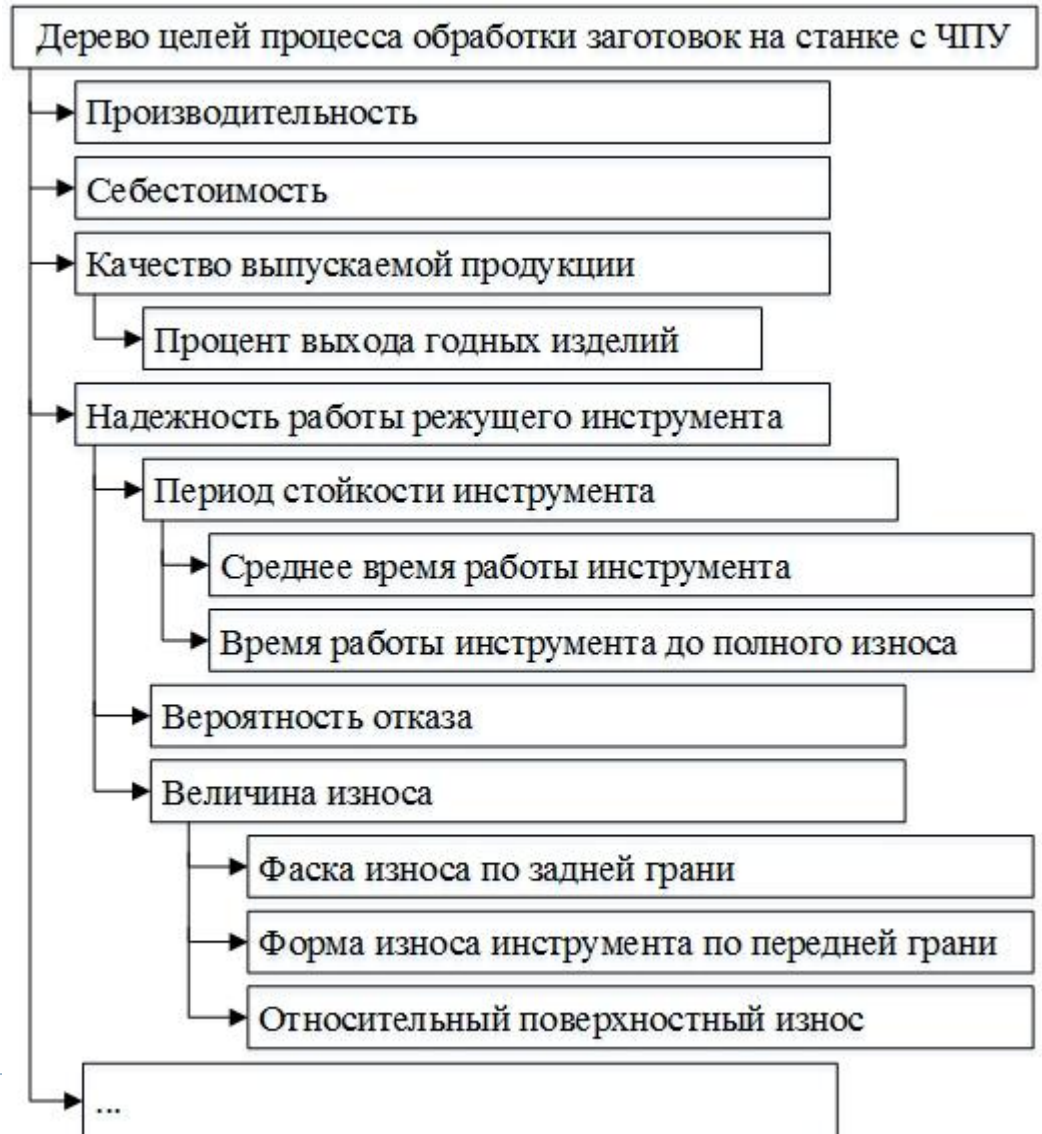 Дерево целей процесса обработки заготовок на станке с ЧПУ
Производительность
Себестоимость
Качество выпускаемой продукции
Процент выхода годных изделий
Надежность работы режущего инструмента
Период стойкости инструмента
Среднее время работы инструмента
Время работы инструмента до полного износа
Вероятность отказа
Величина износа
Фаска износа по задней грани
Форма износа инструмента по передней грани
Относительный поверхностный износ
...